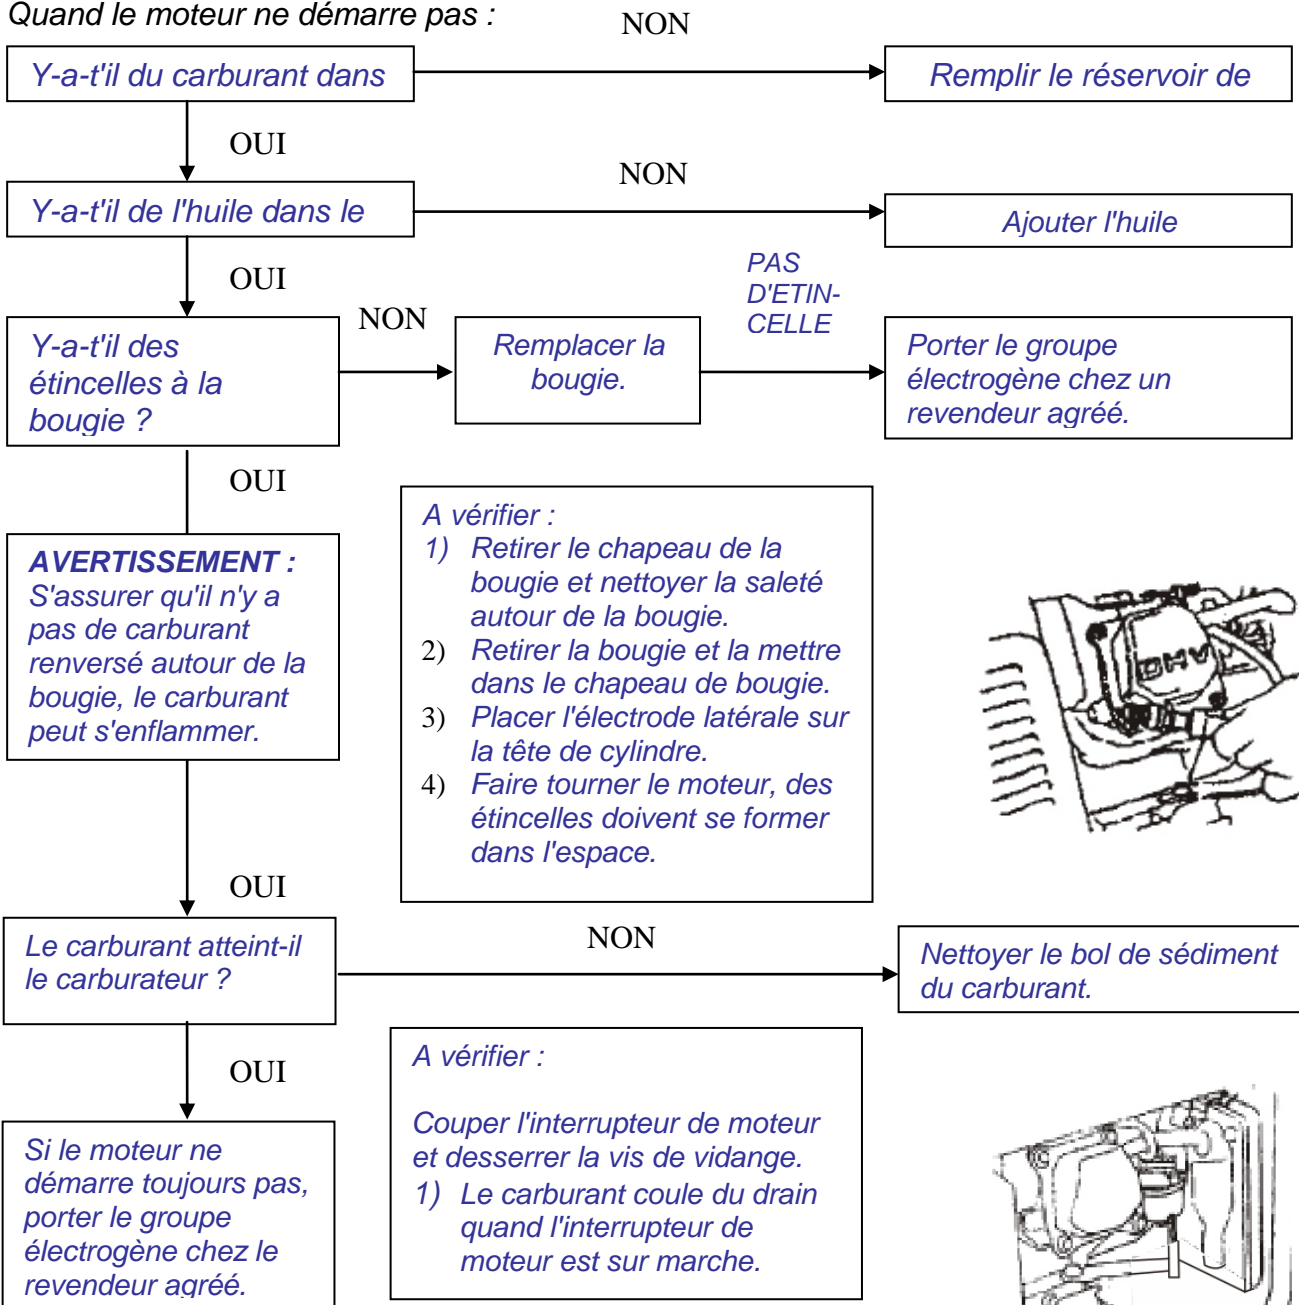 Quand le moteur ne démarre pas :
NON
Y-a-t'il du carburant dans
Remplir le réservoir de
OUI
NON
Y-a-t'il de l'huile dans le
Ajouter l'huile
OUI
NON
PAS
D'ETIN-
CELLE
Y-a-t'il des
étincelles à la
bougie ?
Remplacer la
bougie.
Porter le groupe
électrogène chez un
revendeur agréé.
OUI
AVERTISSEMENT :
S'assurer qu'il n'y a
pas de carburant
renversé autour de la
bougie, le carburant
peut s'enflammer.
A vérifier :
1) Retirer le chapeau de la
bougie et nettoyer la saleté
autour de la bougie.
2) Retirer la bougie et la mettre
dans le chapeau de bougie.
3) Placer l'électrode latérale sur
la tête de cylindre.
4) Faire tourner le moteur, des
étincelles doivent se former
dans l'espace.
OHV
OUI
Le carburant atteint-il
le carburateur ?
NON
Nettoyer le bol de sédiment
du carburant.
OUI
A vérifier :
Couper l'interrupteur de moteur
et desserrer la vis de vidange.
1) Le carburant coule du drain
quand l'interrupteur de
moteur est sur marche.
Si le moteur ne
démarre toujours pas,
porter le groupe
électrogène chez le
revendeur agréé.